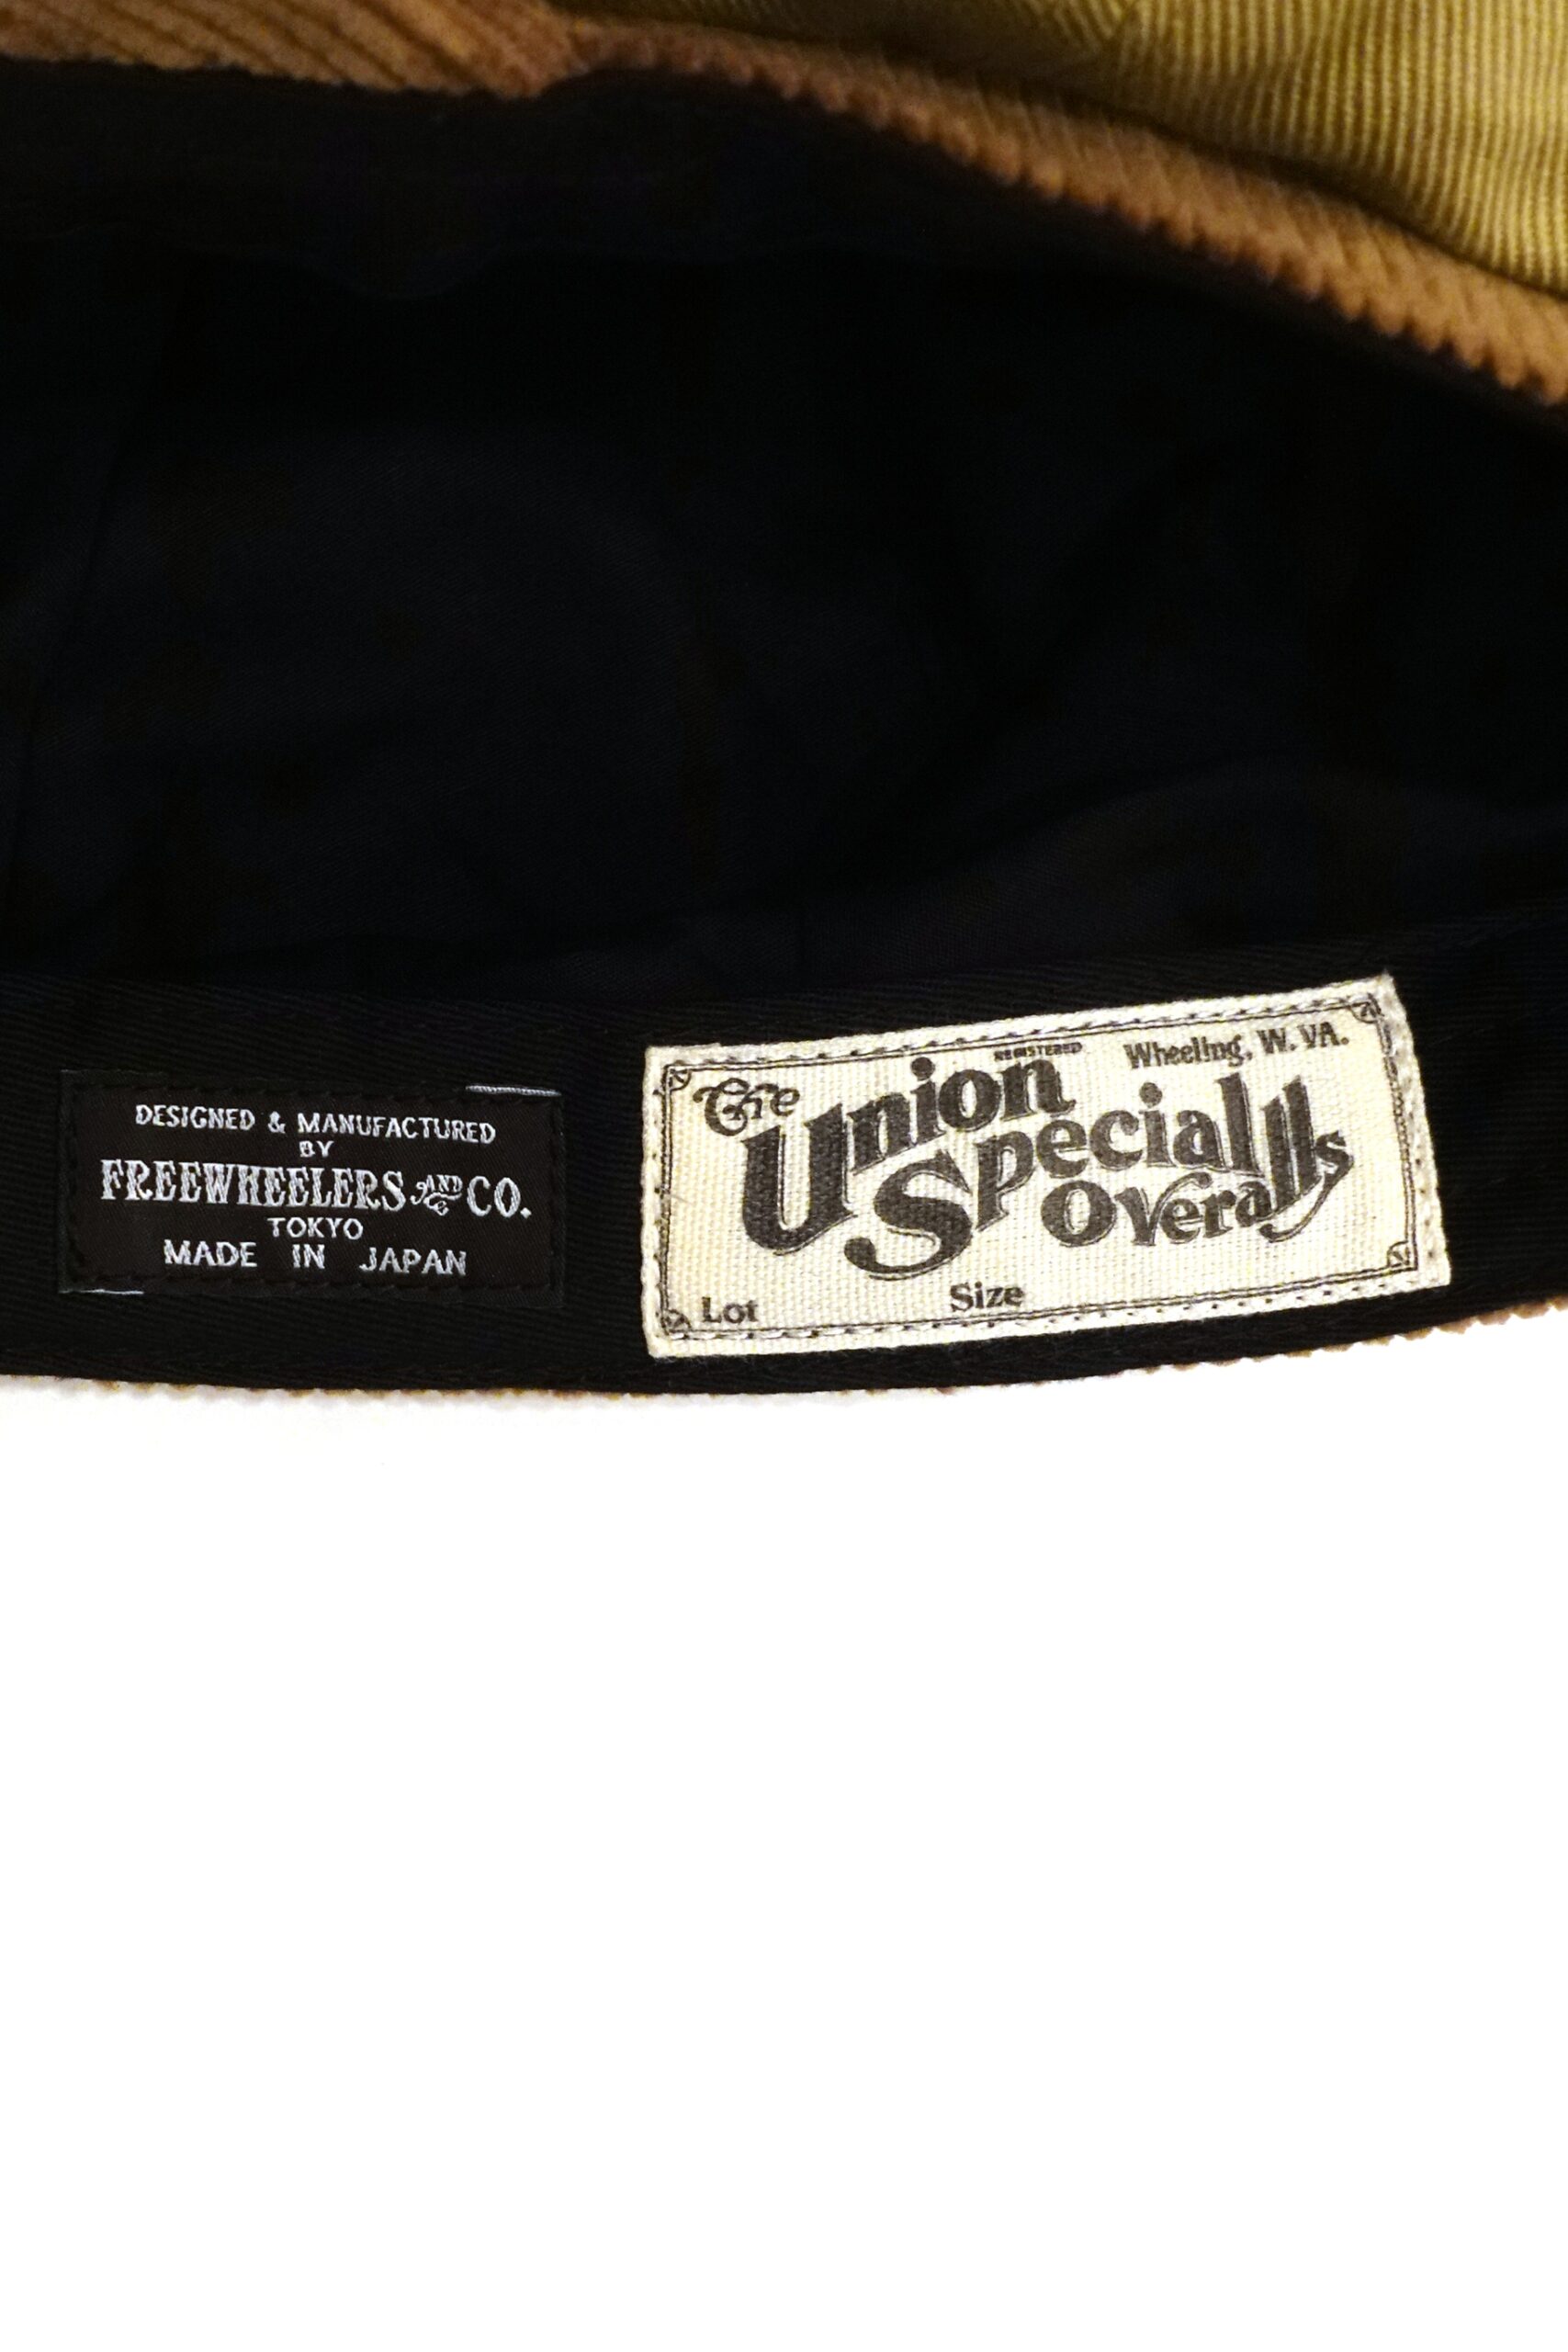 DESIGNED & MANUFACTURED
BY
FREEWHEELERS AND CO.
TOKYO
MADE IN JAPAN
REGISTERED
Wheeling, W. VA.
The
Union
Special
Overalls
Lot Size